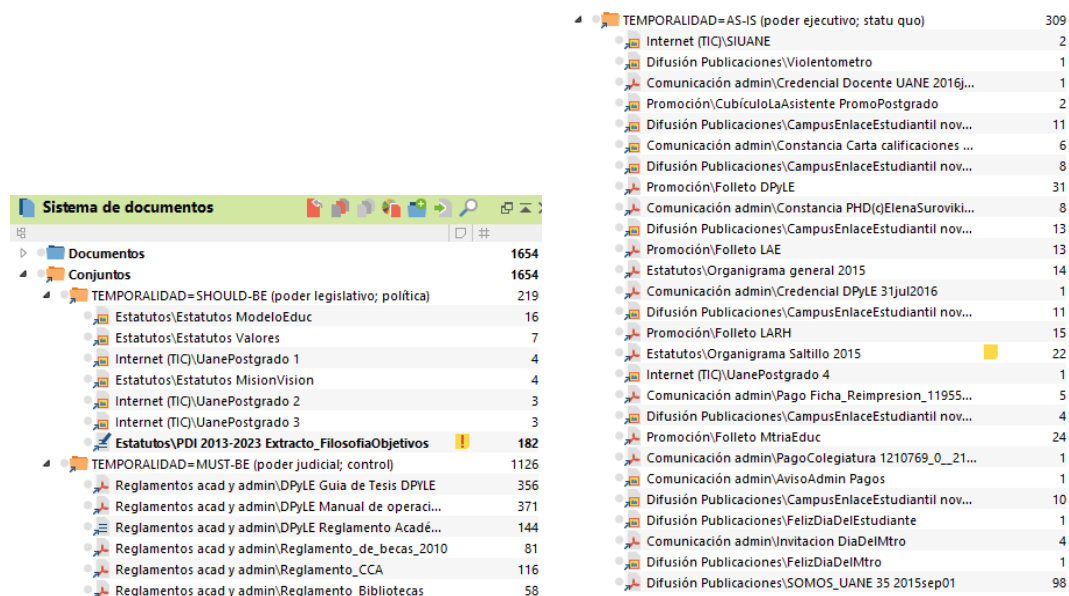 Sistema de documentos
#
Documentos 1654
Conjuntos 1654
TEMPORALIDAD=SHOULD-BE (poder legislativo; política) 219
Estatutos\Estatutos ModeloEduc 16
Estatutos\Estatutos Valores 7
Internet (TIC)\UanePostgrado 1 4
Estatutos\Estatutos MisionVision 4
Internet (TIC)\UanePostgrado 2 3
Internet (TIC)\UanePostgrado 3 3
Estatutos\PDI 2013-2023 Extracto_FilosofiaObjetivos 182
TEMPORALIDAD=MUST-BE (poder judicial; control) 1126
Reglamentos acad y admin\DPyLE Guia de Tesis DPYLE 356
Reglamentos acad y admin\DPyLE Manual de operaci... 371
Reglamentos acad y admin\DPyLE Reglamento Acadé... 144
Reglamentos acad y admin\Reglamento_de_becas_2010 81
Reglamentos acad y admin\Reglamento_CCA 116
Reglamentos acad y admin\Reglamento Bibliotecas 58
TEMPORALIDAD=AS-IS (poder ejecutivo; statu quo) 309
Internet (TIC)\SIUANE 2
Difusión Publicaciones\Violentometro 1
Comunicación admin\Credencial Docente UANE 2016j... 1
Promoción\CubículoLaAsistente PromoPostgrado 2
Difusión Publicaciones\CampusEnlaceEstudiantil nov... 11
Comunicación admin\Constancia Carta calificaciones ... 6
Difusión Publicaciones\CampusEnlaceEstudiantil nov... 8
Promoción\Folleto DPyLE 31
Comunicación admin\Constancia PHD(c)ElenaSuroviki... 8
Difusión Publicaciones\CampusEnlaceEstudiantil nov... 13
Promoción\Folleto LAE 13
Estatutos\Organigrama general 2015 14
Comunicación admin\Credencial DPyLE 31jul2016 1
Difusión Publicaciones\CampusEnlaceEstudiantil nov... 11
Promoción\Folleto LARH 15
Estatutos\Organigrama Saltillo 2015 22
Internet (TIC)\UanePostgrado 4 1
Comunicación admin\Pago Ficha_Reimpresion_11955... 5
Difusión Publicaciones\CampusEnlaceEstudiantil nov... 4
Promoción\Folleto MtriaEduc 24
Comunicación admin\PagoColegiatura 1210769_0__21... 1
Comunicación admin\AvisoAdmin Pagos 1
Difusión Publicaciones\CampusEnlaceEstudiantil nov... 10
Difusión Publicaciones\FelizDiaDelEstudiante 1
Comunicación admin\Invitacion DiaDelMtro 4
Difusión Publicaciones\FelizDiaDelMtro 1
Difusión Publicaciones\SOMOS_UANE 35 2015sep01 98